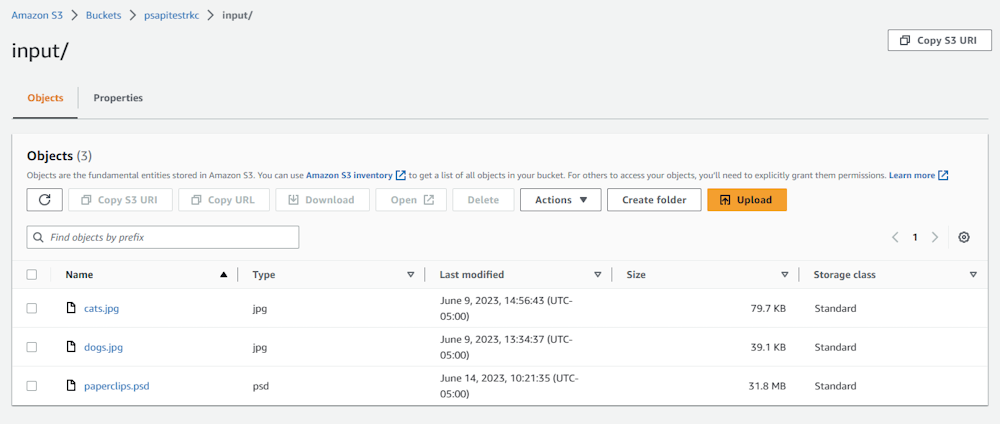 Amazon S3 > Buckets > psapitestrkc > input/
input/
Copy S3 URI
Objects
Properties
Objects (3)
Objects are the fundamental entities stored in Amazon S3. You can use Amazon S3 inventory to get a list of all objects in your bucket. For others to access your objects, you'll need to explicitly grant them permissions. Learn more
Copy S3 URI Copy URL Download Open Delete Actions Create folder Upload
Find objects by prefix
1
Name Type Last modified Size Storage class
cats.jpg jpg June 9, 2023, 14:56:43 (UTC-
05:00) 79.7 KB Standard
dogs.jpg jpg June 9, 2023, 13:34:37 (UTC-
05:00) 39.1 KB Standard
paperclips.psd psd June 14, 2023, 10:21:35 (UTC-
05:00) 31.8 MB Standard